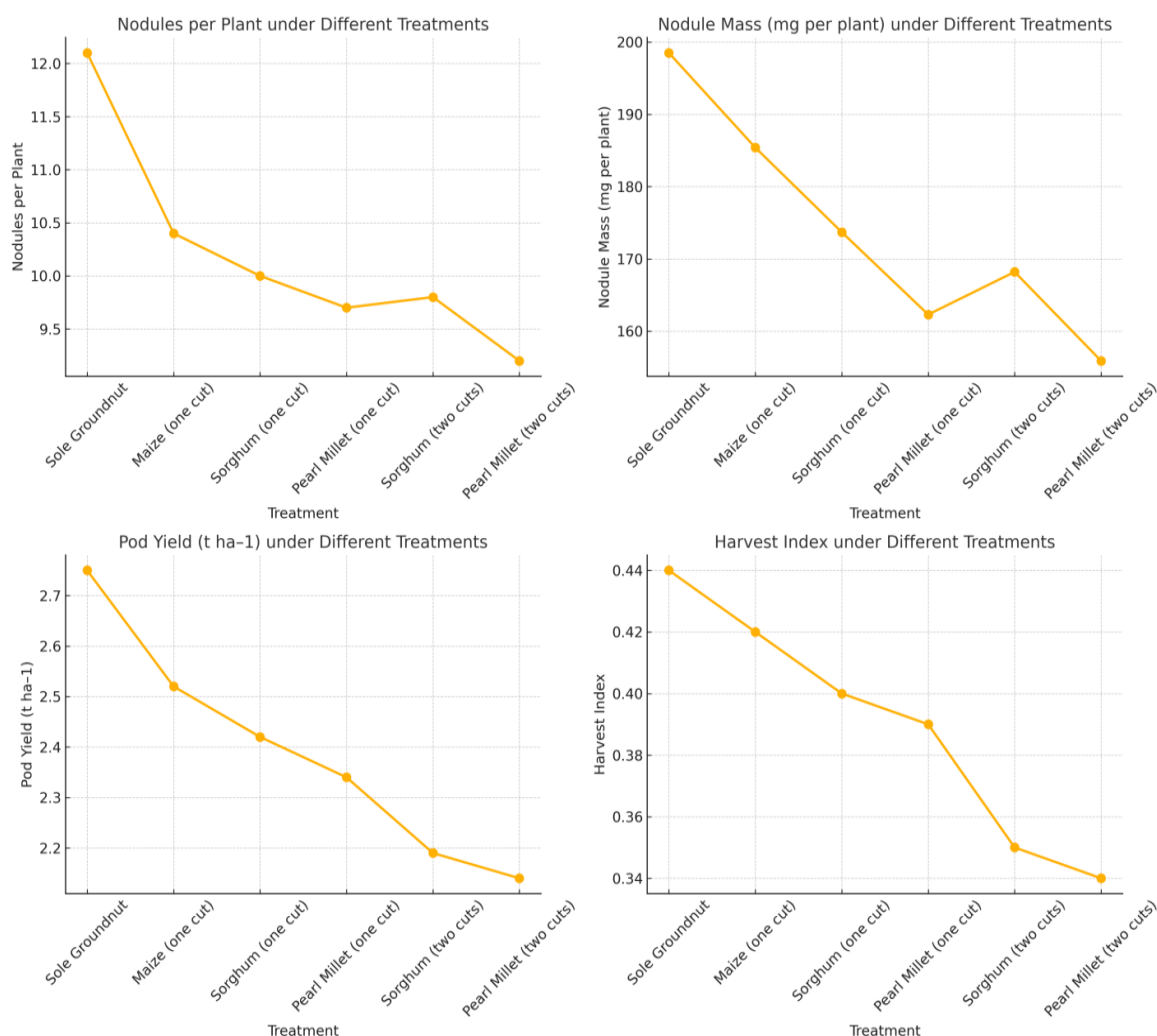 Nodules per Plant under Different Treatments
Nodules per Plant
12.0
11.5
11.0
10.5
10.0
9.5
Sole Groundnut
Maize (one cut)
Sorghum (one cut)
Pearl Millet (one cut)
Sorghum (two cuts)
Pearl Millet (two cuts)
Treatment
Nodule Mass (mg per plant) under Different Treatments
Nodule Mass (mg per plant)
200
190
180
170
160
Sole Groundnut
Maize (one cut)
Sorghum (one cut)
Pearl Millet (one cut)
Sorghum (two cuts)
Pearl Millet (two cuts)
Treatment
Pod Yield (t ha–1) under Different Treatments
Pod Yield (t ha–1)
2.7
2.6
2.5
2.4
2.3
2.2
Sole Groundnut
Maize (one cut)
Sorghum (one cut)
Pearl Millet (one cut)
Sorghum (two cuts)
Pearl Millet (two cuts)
Treatment
Harvest Index under Different Treatments
Harvest Index
0.44
0.42
0.40
0.38
0.36
0.34
Sole Groundnut
Maize (one cut)
Sorghum (one cut)
Pearl Millet (one cut)
Sorghum (two cuts)
Pearl Millet (two cuts)
Treatment